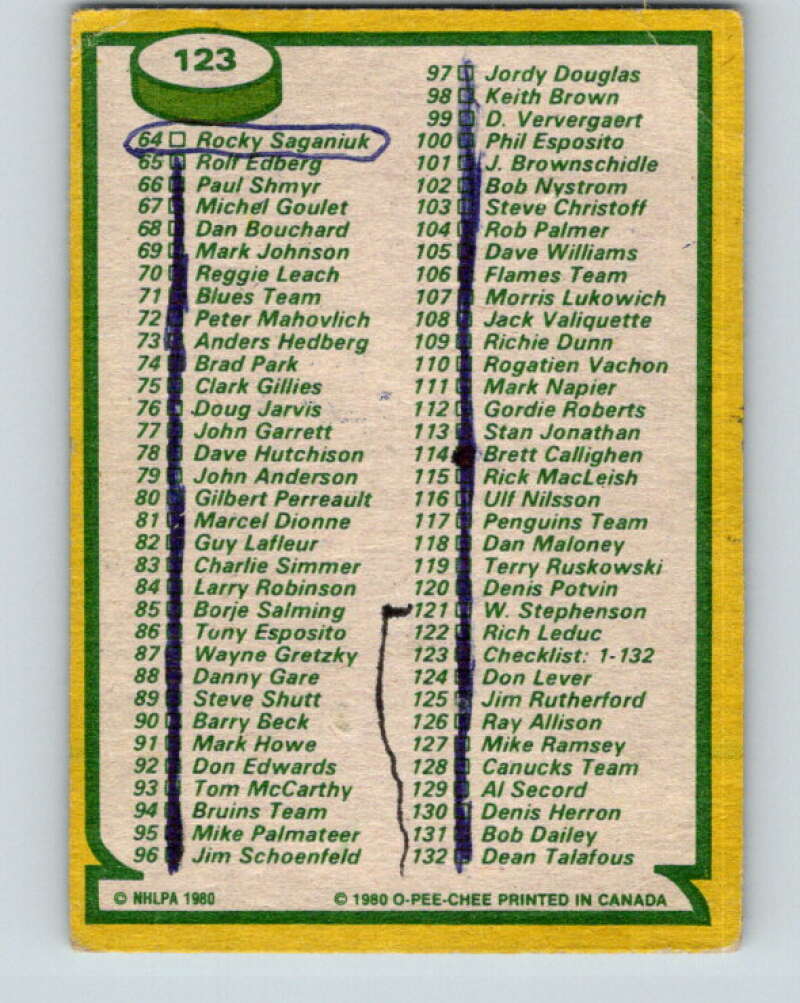 123
64 Rocky Saganiuk
65 Rolf Edberg
66 Paul Shmyr
67 Michel Goulet
68 Dan Bouchard
69 Mark Johnson
70 Reggie Leach
71 Blues Team
72 Peter Mahovlich
73 Anders Hedberg
74 Brad Park
75 Clark Gillies
76 Doug Jarvis
77 John Garrett
78 Dave Hutchison
79 John Anderson
80 Gilbert Perreault
81 Marcel Dionne
82 Guy Lafleur
83 Charlie Simmer
84 Larry Robinson
85 Borje Salming
86 Tony Esposito
87 Wayne Gretzky
88 Danny Gare
89 Steve Shutt
90 Barry Beck
91 Mark Howe
92 Don Edwards
93 Tom McCarthy
94 Bruins Team
95 Mike Palmateer
96 Jim Schoenfeld
97 Jordy Douglas
98 Keith Brown
99 D. Ververgaert
100 Phil Esposito
101 J. Brownschidle
102 Bob Nystrom
103 Steve Christoff
104 Rob Palmer
105 Dave Williams
106 Flames Team
107 Morris Lukowich
108 Jack Valiquette
109 Richie Dunn
110 Rogatien Vachon
111 Mark Napier
112 Gordie Roberts
113 Stan Jonathan
114 Brett Callighen
115 Rick MacLeish
116 Ulf Nilsson
117 Penguins Team
118 Dan Maloney
119 Terry Ruskowski
120 Denis Potvin
121 W. Stephenson
122 Rich Leduc
123 Checklist: 1-132
124 Don Lever
125 Jim Rutherford
126 Ray Allison
127 Mike Ramsey
128 Canucks Team
129 Al Secord
130 Denis Herron
131 Bob Dailey
132 Dean Talafous
© NHLPA 1980
© 1980 O-PEE-CHEE PRINTED IN CANADA